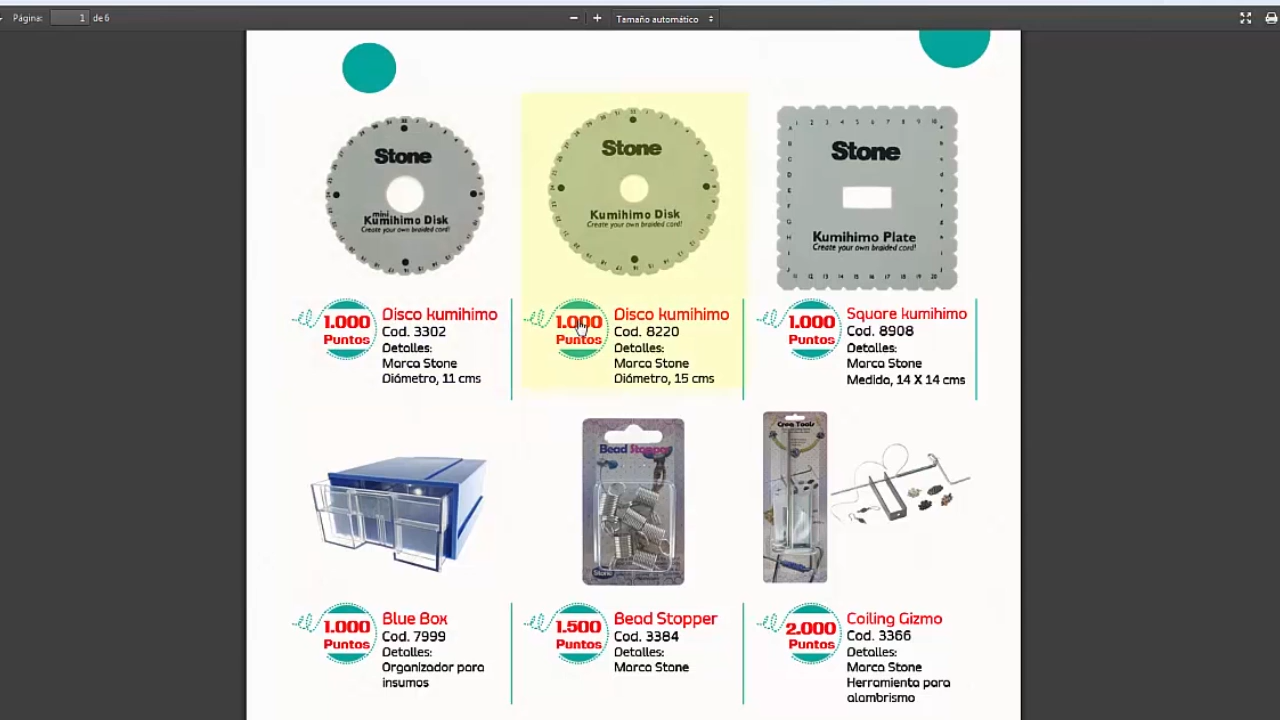 Página:
1
de 6
Tamaño automático
Stone
mini
Kumihimo Disk
Create your own braided cord!
Stone
Kumihimo Disk
Create your own braided cord!
Stone
Kumihimo Plate
Create your own braided cord!
1.000
Puntos
Disco kumihimo
Cod. 3302
Detalles:
Marca Stone
Diámetro, 11 cms
1.000
Puntos
Disco kumihimo
Cod. 8220
Detalles:
Marca Stone
Diámetro, 15 cms
1.000
Puntos
Square kumihimo
Cod. 8908
Detalles:
Marca Stone
Medida, 14 X 14 cms
Bead Stopper
Stone
Crea Tools
1.000
Puntos
Blue Box
Cod. 7999
Detalles:
Organizador para
insumos
1.500
Puntos
Bead Stopper
Cod. 3384
Detalles:
Marca Stone
2.000
Puntos
Coiling Gizmo
Cod. 3366
Detalles:
Marca Stone
Herramienta para
alambrismo